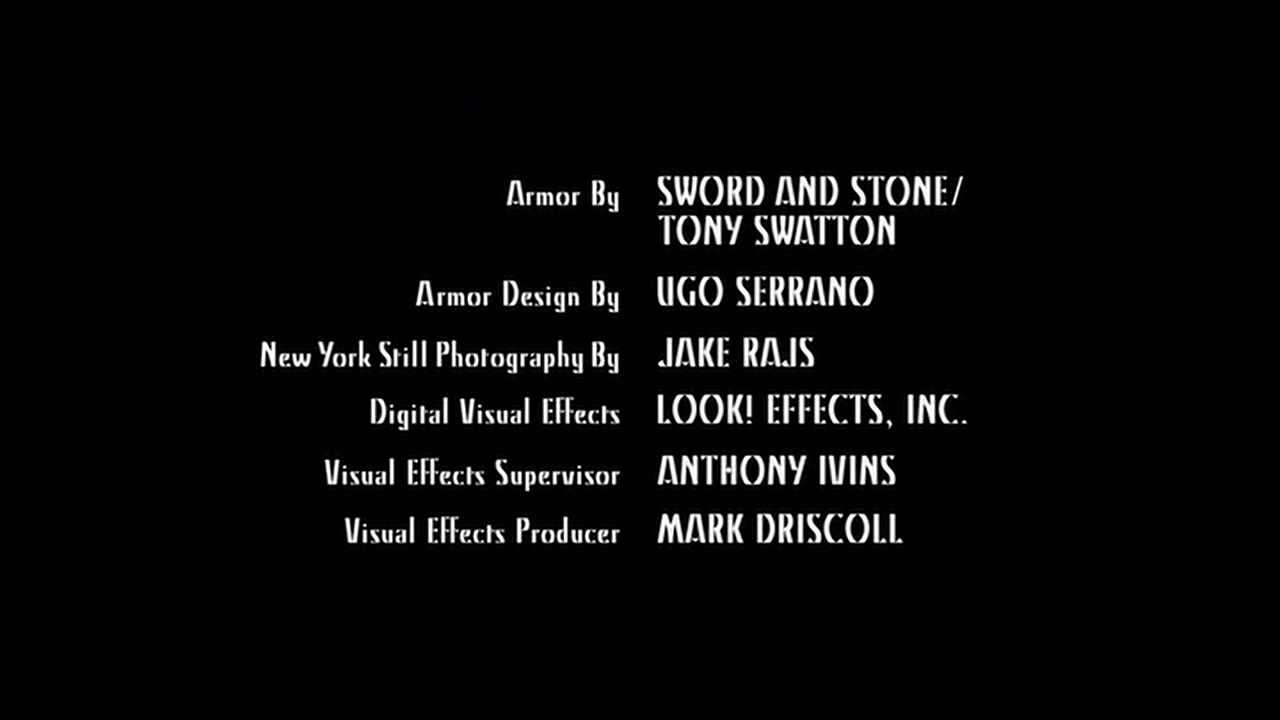 Armor By SWORD AND STONE/
TONY SWATTON
Armor Design By UGO SERRANO
New York Still Photography By JAKE RAJS
Digital Visual Effects LOOK! EFFECTS, INC.
Visual Effects Supervisor ANTHONY IVINS
Visual Effects Producer MARK DRISCOLL